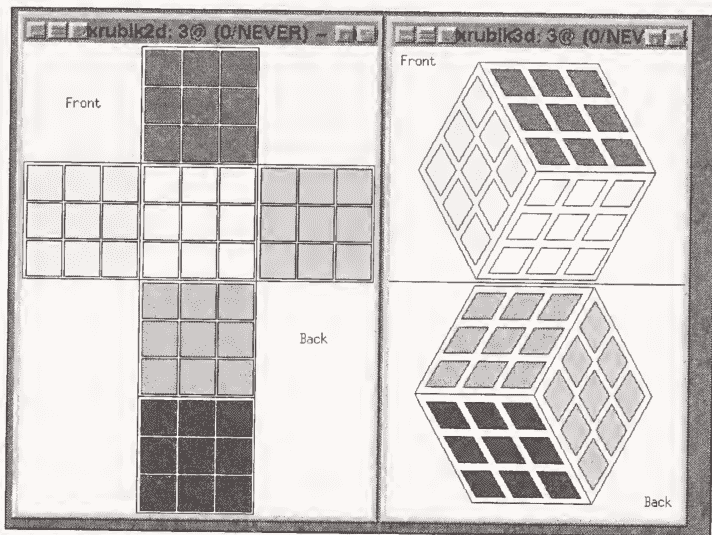 xrubik2d: 3@ (0/NEVER) –
Front
Back
xrubik3d: 3@ (0/NEV
Front
Back